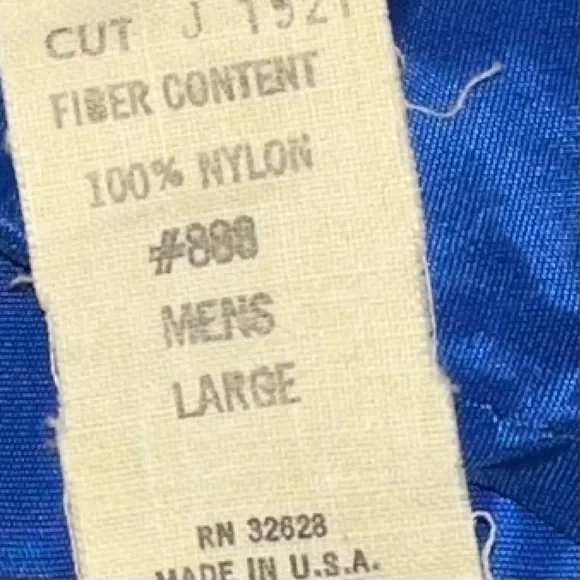 CUT J 1921
FIBER CONTENT
100% NYLON
#888
MENS
LARGE
RN 32628
MADE IN U.S.A.